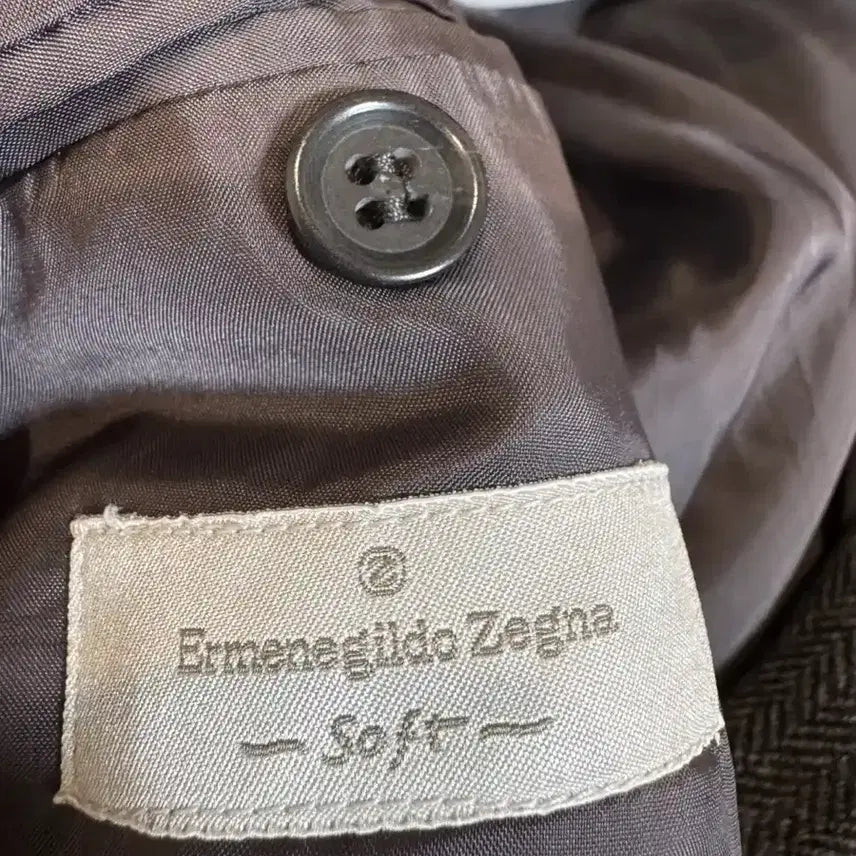 Z
Ermenegildo Zegna
- Soft -